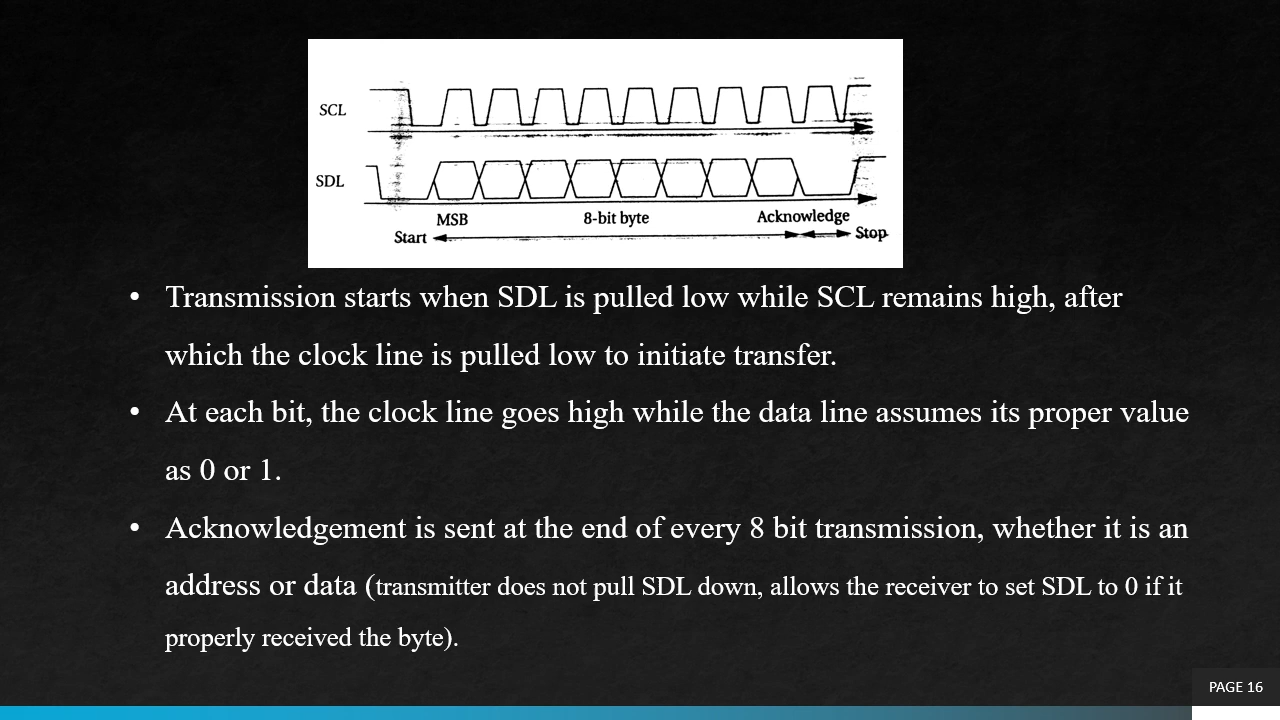 SCL
SDL
MSB 8-bit byte Acknowledge
Start Stop
• Transmission starts when SDL is pulled low while SCL remains high, after
which the clock line is pulled low to initiate transfer.
• At each bit, the clock line goes high while the data line assumes its proper value
as 0 or 1.
• Acknowledgement is sent at the end of every 8 bit transmission, whether it is an
address or data (transmitter does not pull SDL down, allows the receiver to set SDL to 0 if it
properly received the byte).
PAGE 16